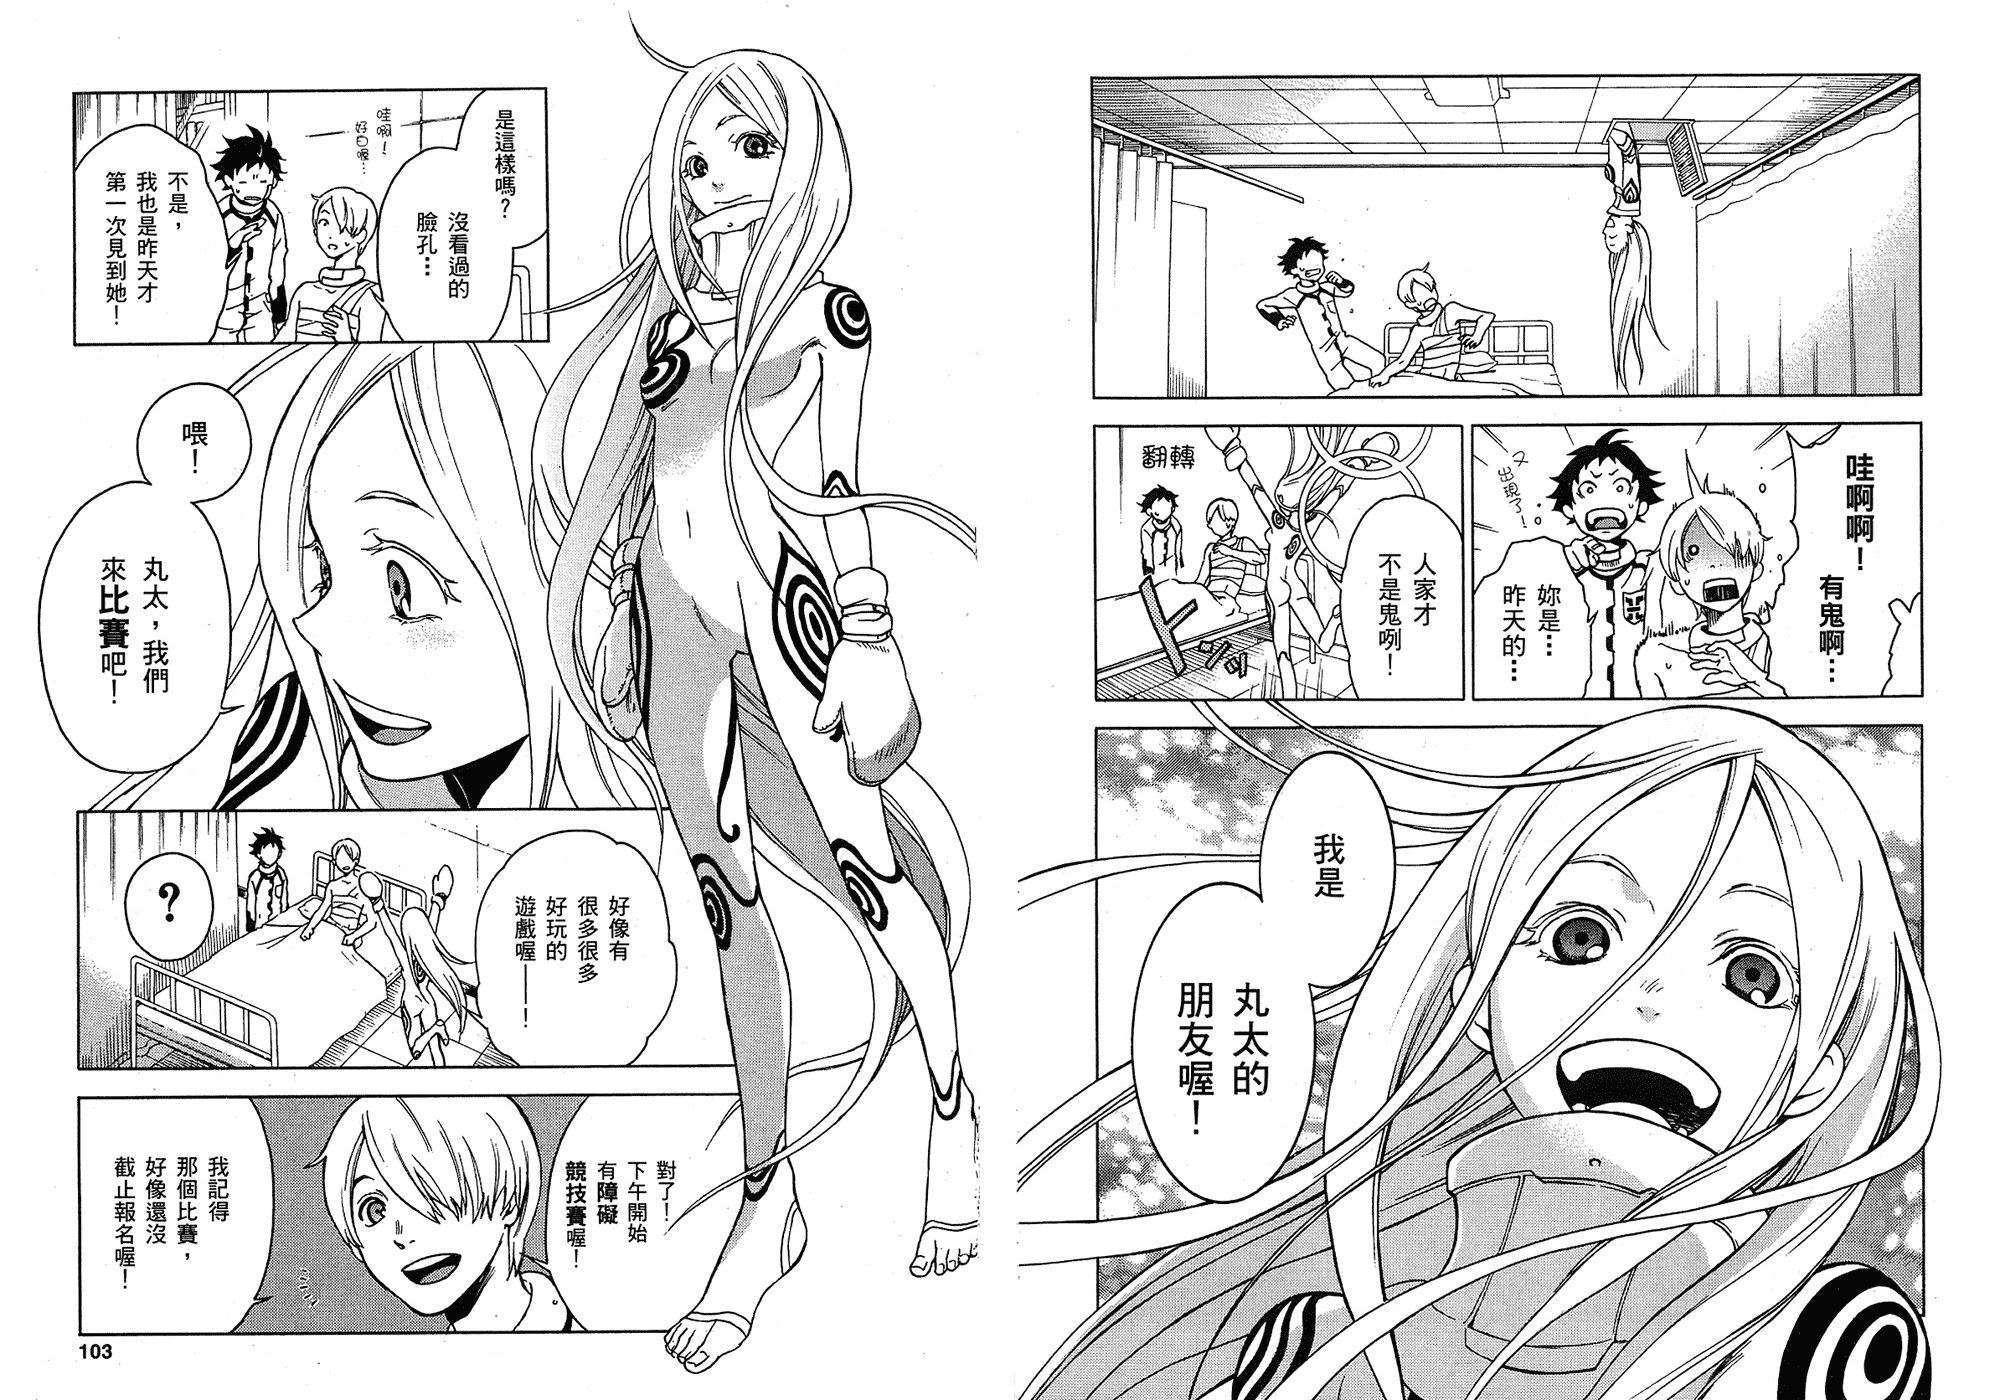 哇啊啊！
有鬼啊…
又
出現了！
妳是…
昨天的…
翻轉
人家才
不是鬼咧！
我是
丸太的
朋友喔！
是這樣嗎？
沒看過的
臉孔…
哇啊！
好白喔…
不是，
我也是昨天才
第一次見到她！
喂！
丸太，我們
來比賽吧！
好像有
很多很多
好玩的
遊戲喔——！
？
對了！
下午開始
有障礙
競技賽喔！
我記得
那個比賽，
好像還沒
截止報名喔！
103